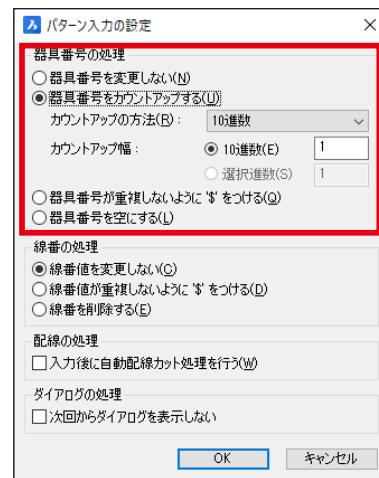 パターン入力の設定
器具番号の処理
器具番号を変更しない(N)
器具番号をカウントアップする(U)
カウントアップの方法(R)： 10進数
カウントアップ幅： 10進数(E) 1
選択進数(S) 1
器具番号が重複しないように '$' をつける(Q)
器具番号を空にする(L)
線番の処理
線番値を変更しない(C)
線番値が重複しないように '$' をつける(D)
線番を削除する(E)
配線の処理
入力後に自動配線カット処理を行う(W)
ダイアログの処理
次回からダイアログを表示しない
OK キャンセル